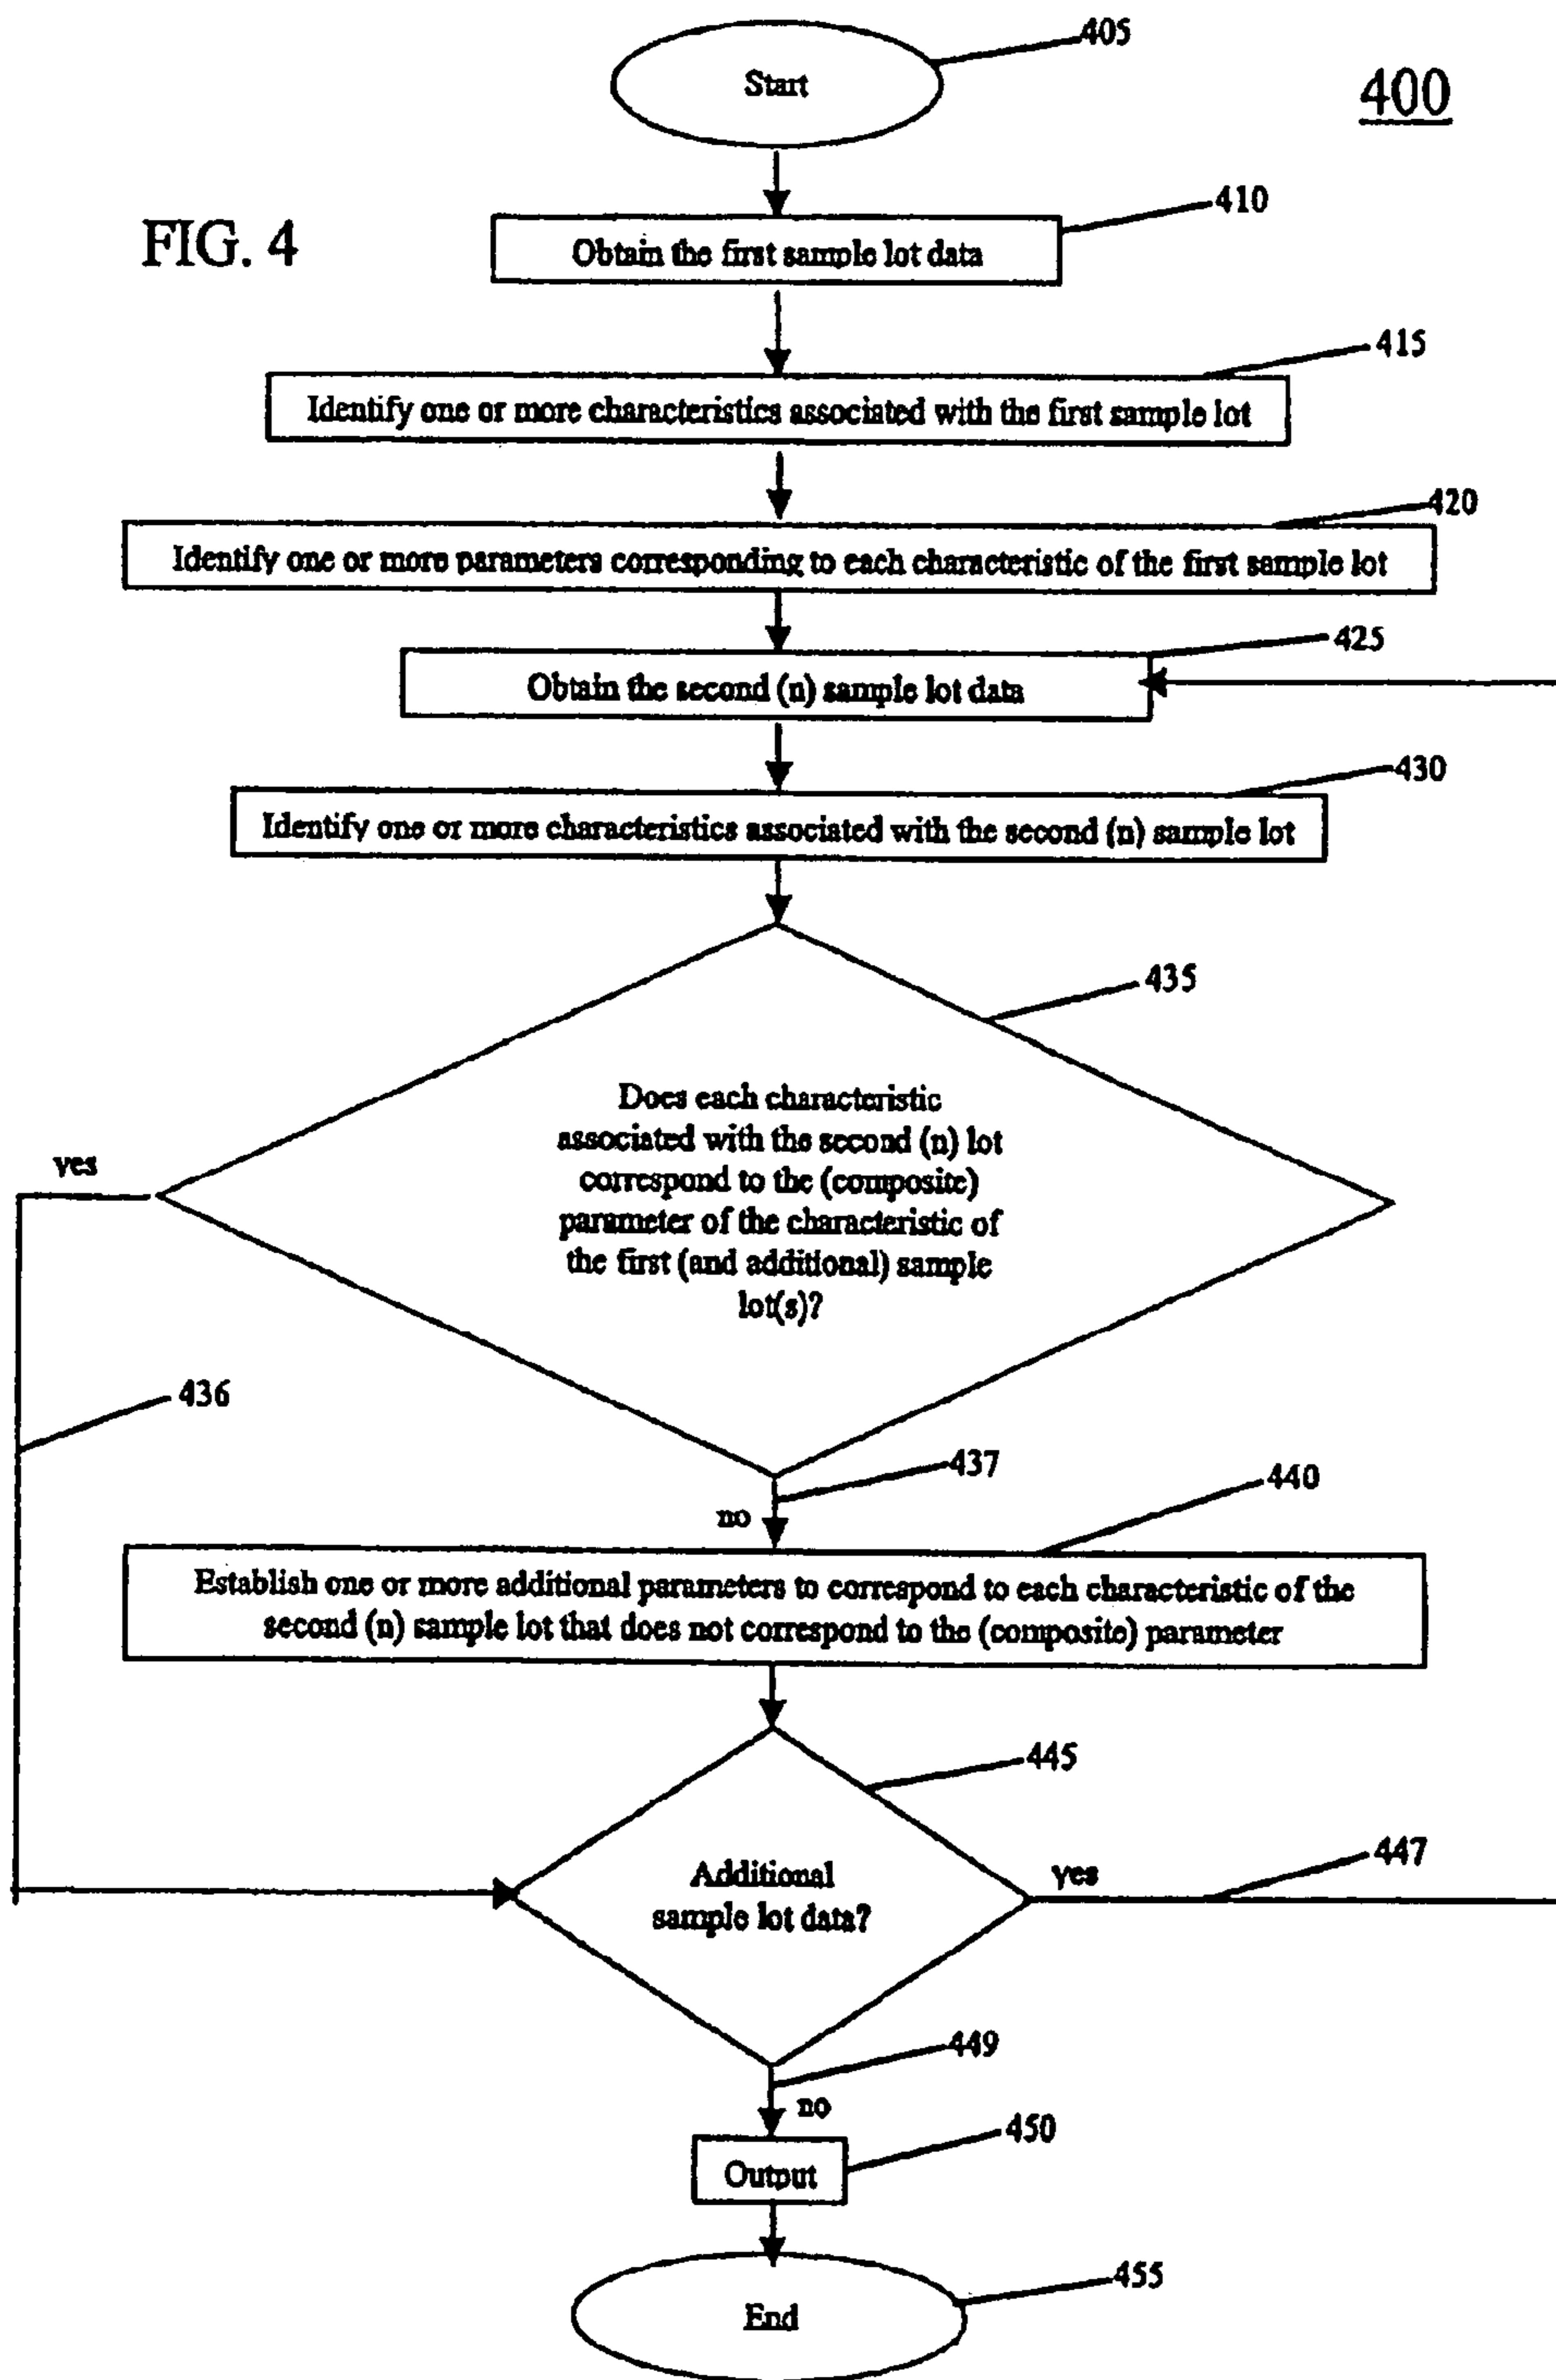 405
Start
400
FIG. 4
410
Obtain the first sample lot data
415
Identify one or more characteristics associated with the first sample lot
420
Identify one or more parameters corresponding to each characteristic of the first sample lot
425
Obtain the second (n) sample lot data
430
Identify one or more characteristics associated with the second (n) sample lot
435
Does each characteristic
associated with the second (n) lot
correspond to the (composite)
parameter of the characteristic of
the first (and additional) sample
lot(s)?
yes
436
437
no
440
Establish one or more additional parameters to correspond to each characteristic of the
second (n) sample lot that does not correspond to the (composite) parameter
445
Additional
sample lot data?
yes
447
449
no
450
Output
455
End